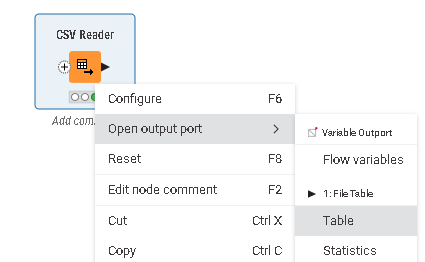 CSV Reader
Add com
Configure F6
Open output port
Reset F8
Edit node comment F2
Cut Ctrl X
Copy Ctrl C
Variable Outport
Flow variables
1: File Table
Table
Statistics